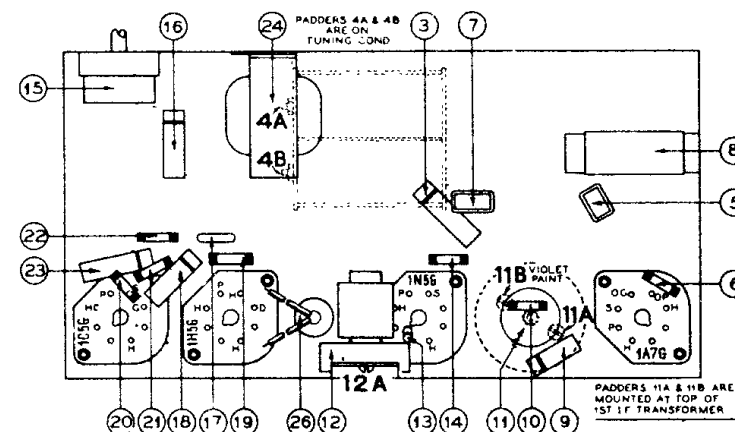 16
24
PADDERS 4A & 4B
ARE ON
TUNING COND
3
7
15
4A
4B
8
5
22
23
1N5G
11B
VIOLET
PAINT
11A
6
1C5G
1H5G
1A7G
12A
PADDERS 11A & 11B ARE
MOUNTED AT TOP OF
1ST I F TRANSFORMER
20
21
18
17
19
26
12
13
14
11
10
9